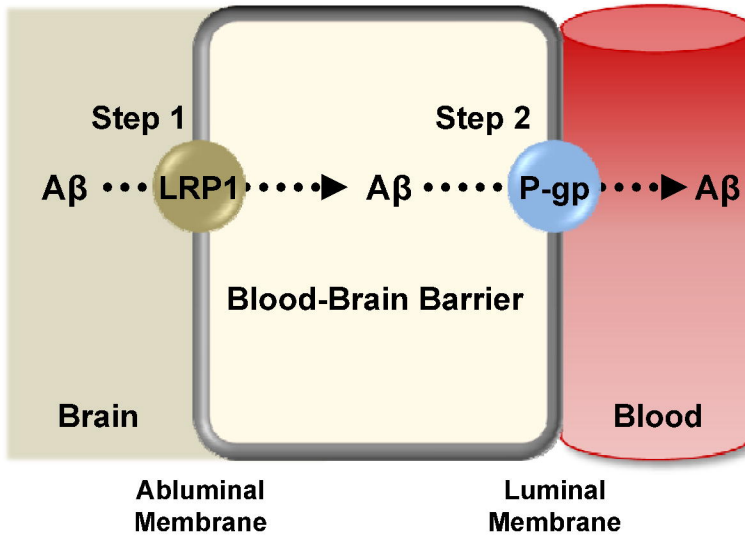 Step 1
Step 2
Aβ
LRP1
Aβ
P-gp
Aβ
Blood-Brain Barrier
Brain
Blood
Abluminal
Membrane
Luminal
Membrane